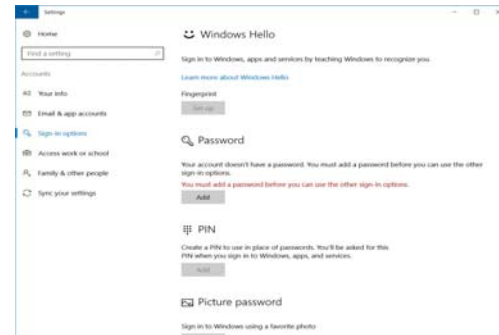 Settings
Home
Find a setting
Accounts
Your info
Email & app accounts
Sign-in options
Access work or school
Family & other people
Sync your settings
Windows Hello
Sign in to Windows, apps and services by teaching Windows to recognize you.
Learn more about Windows Hello
Fingerprint
Set up
Password
Your account doesn't have a password. You must add a password before you can use the other
sign-in options.
You must add a password before you can use the other sign-in options.
Add
PIN
Create a PIN to use in place of passwords. You'll be asked for this
PIN when you sign in to Windows, apps, and services.
Add
Picture password
Sign in to Windows using a favorite photo